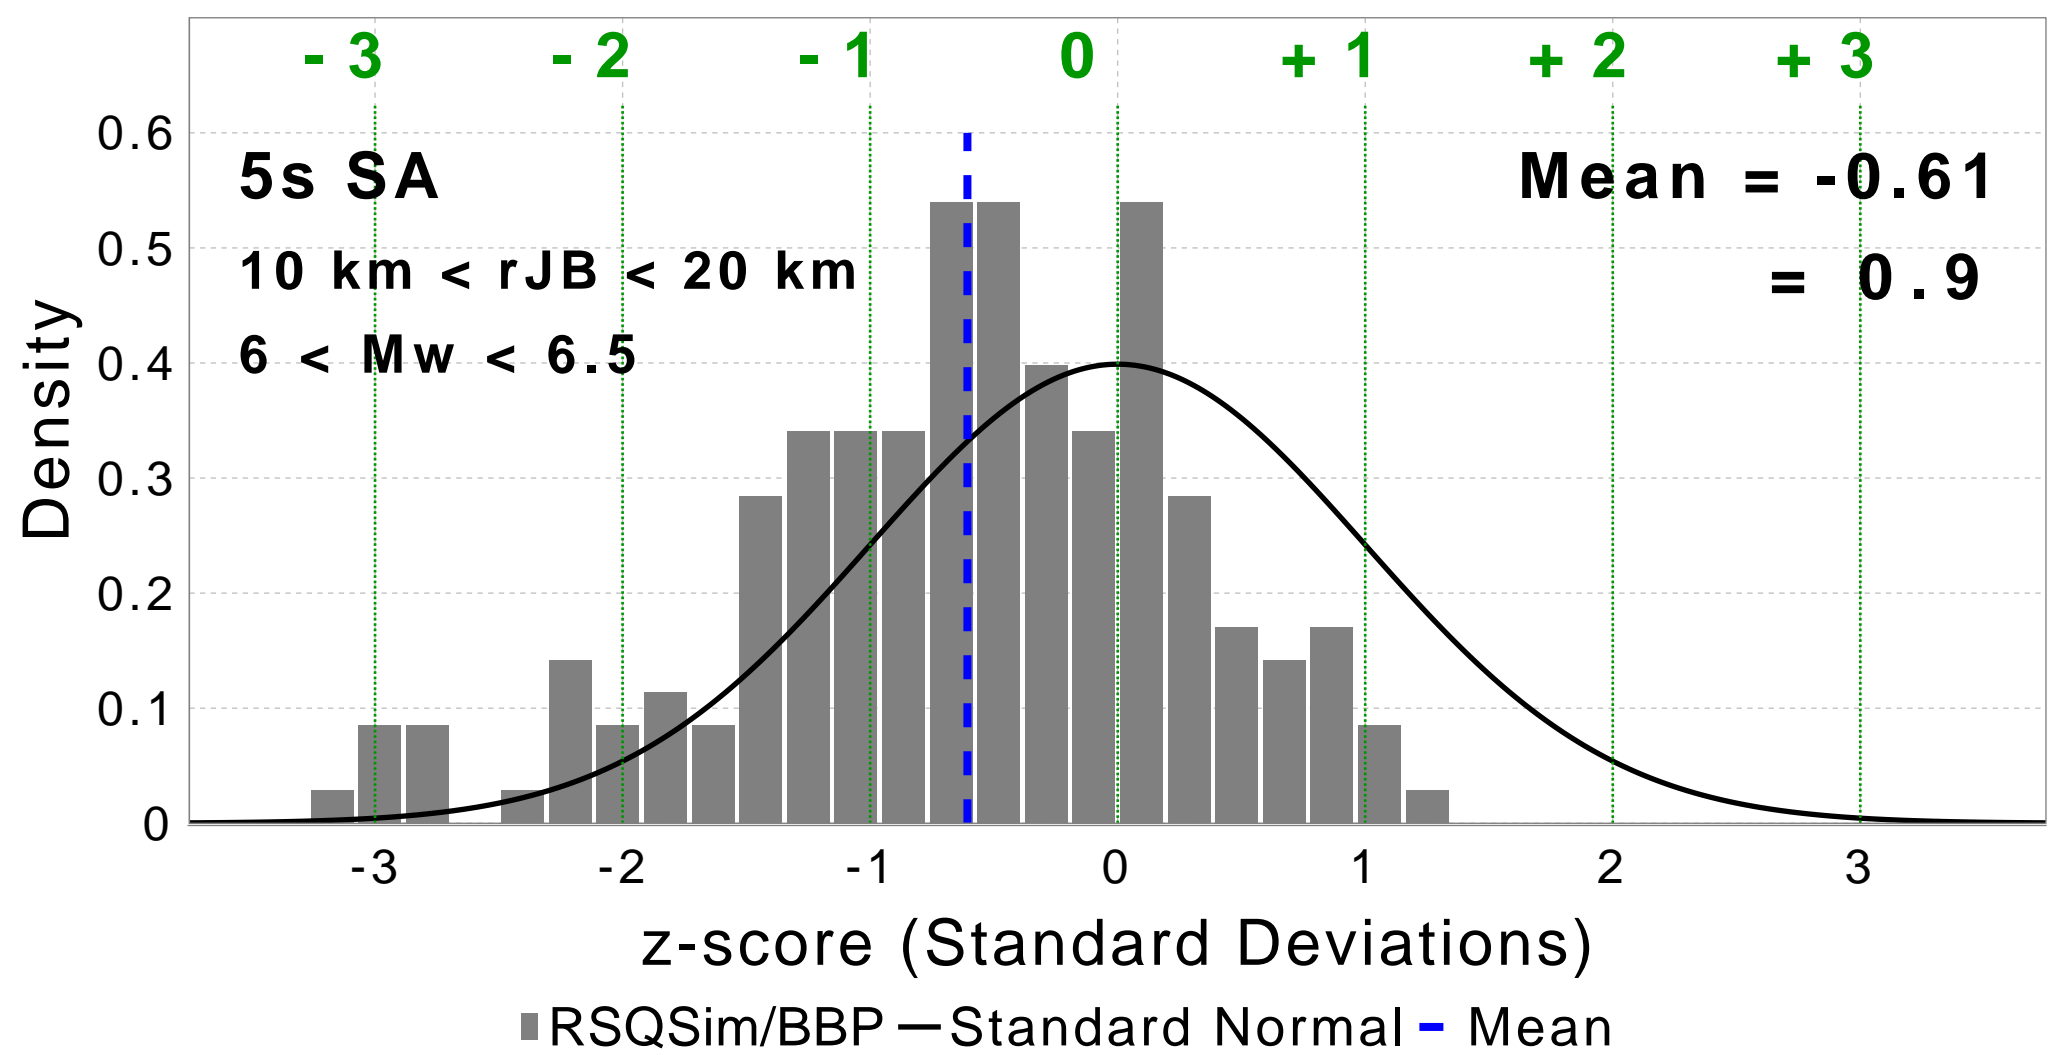 - 3 - 2 - 1 0 + 1 + 2 + 3
0.6
0.5
0.4
0.3
0.2
0.1
0
Density
5s SA
10 km < rJB < 20 km
6 < Mw < 6.5
Mean = -0.61
= 0.9
-3 -2 -1 0 1 2 3
z-score (Standard Deviations)
RSQSim/BBP Standard Normal Mean